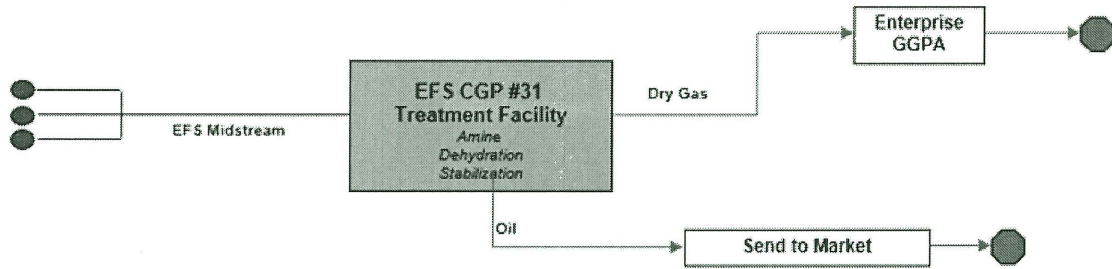 Enterprise
GGPA
EFS CGP #31
Treatment Facility
Amine
Dehydration
Stabilization
Dry Gas
EFS Midstream
Oil
Send to Market